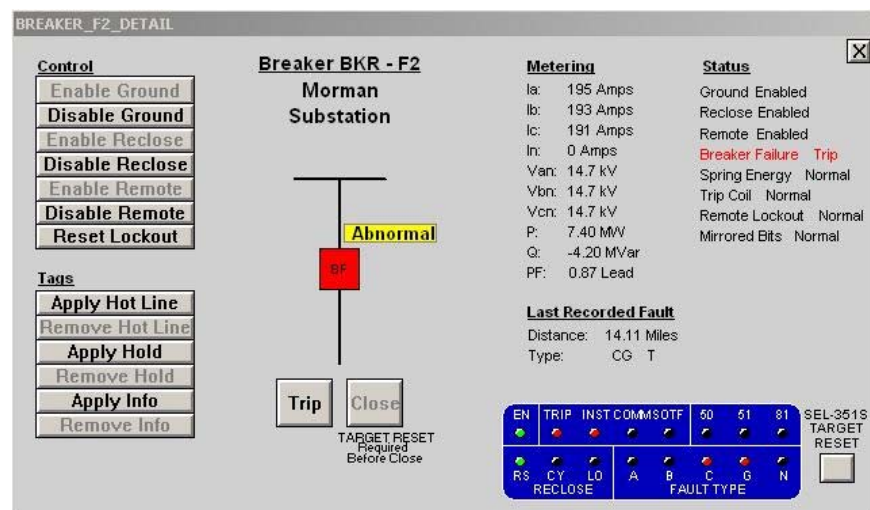 BREAKER_F2_DETAIL
X
Control
Enable Ground
Disable Ground
Enable Reclose
Disable Reclose
Enable Remote
Disable Remote
Reset Lockout
Tags
Apply Hot Line
Remove Hot Line
Apply Hold
Remove Hold
Apply Info
Remove Info
Breaker BKR - F2
Morman
Substation
Abnormal
BF
Trip
Close
TARGET RESET
Required
Before Close
Metering
Ia: 195 Amps
Ib: 193 Amps
Ic: 191 Amps
In: 0 Amps
Van: 14.7 kV
Vbn: 14.7 kV
Vcn: 14.7 kV
P: 7.40 MW
Q: -4.20 MVar
PF: 0.87 Lead
Last Recorded Fault
Distance: 14.11 Miles
Type: CG T
Status
Ground Enabled
Reclose Enabled
Remote Enabled
Breaker Failure Trip
Spring Energy Normal
Trip Coil Normal
Remote Lockout Normal
Mirrored Bits Normal
EN TRIP INST COMM SOTF 50 51 81
RS CY LO A B C G N
RECLOSE FAULT TYPE
SEL-351S
TARGET
RESET